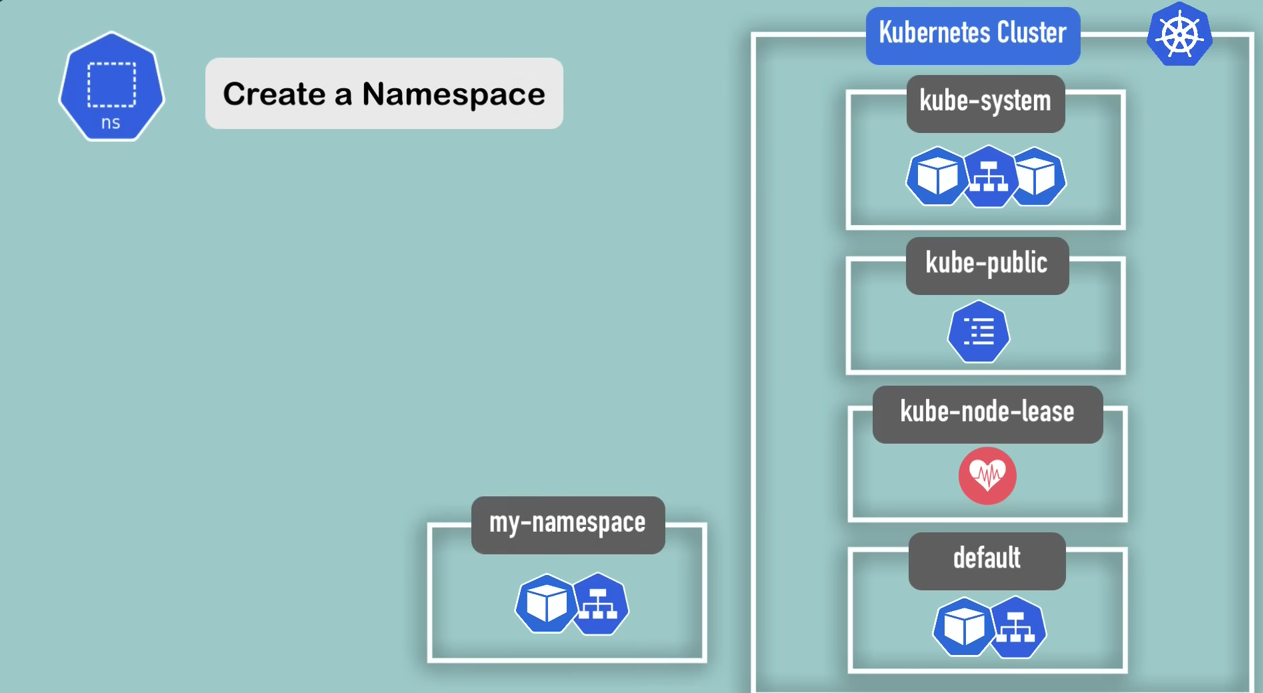 ns
Create a Namespace
Kubernetes Cluster
kube-system
kube-public
kube-node-lease
my-namespace
default